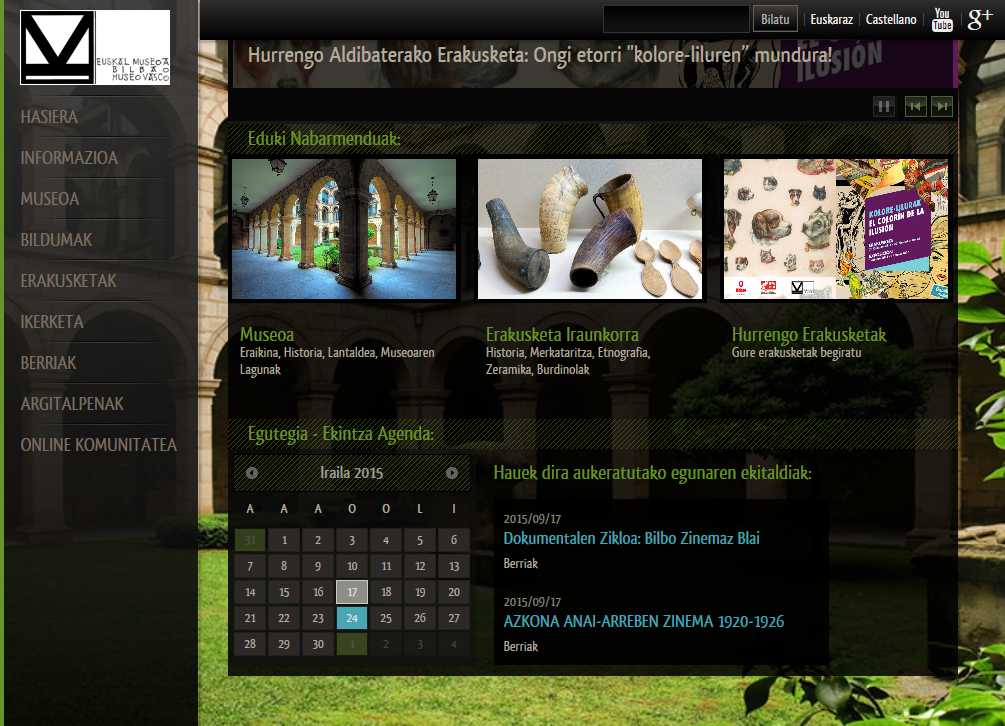 EUSKAL MUSEOA
BILBAO
MUSEO VASCO
Bilatu
Euskaraz
Castellano
You
Tube
g+
HASIERA
INFORMAZIOA
MUSEOA
BILDUMAK
ERAKUSKETAK
IKERKETA
BERRIAK
ARGITALPENAK
ONLINE KOMUNITATEA
Hurrengo Aldibaterako Erakusketa: Ongi etorri "kolore-liluren" mundura!
ILUSIÓN
Eduki Nabarmenduak:
KOLORE-LILURAK
EL COLORÍN DE LA
ILUSIÓN
Museoa
Eraikina, Historia, Lantaldea, Museoaren
Lagunak
Erakusketa Iraunkorra
Historia, Merkataritza, Etnografia,
Zeramika, Burdinolak
Hurrengo Erakusketak
Gure erakusketak begiratu
Egutegia - Ekintza Agenda:
Iraila 2015
A A A O O L I
31 1 2 3 4 5 6
7 8 9 10 11 12 13
14 15 16 17 18 19 20
21 22 23 24 25 26 27
28 29 30 1 2 3 4
Hauek dira aukeratutako egunaren ekitaldiak:
2015/09/17
Dokumentalen Zikloa: Bilbo Zinemaz Blai
Berriak
2015/09/17
AZKONA ANAI-ARREBEN ZINEMA 1920-1926
Berriak